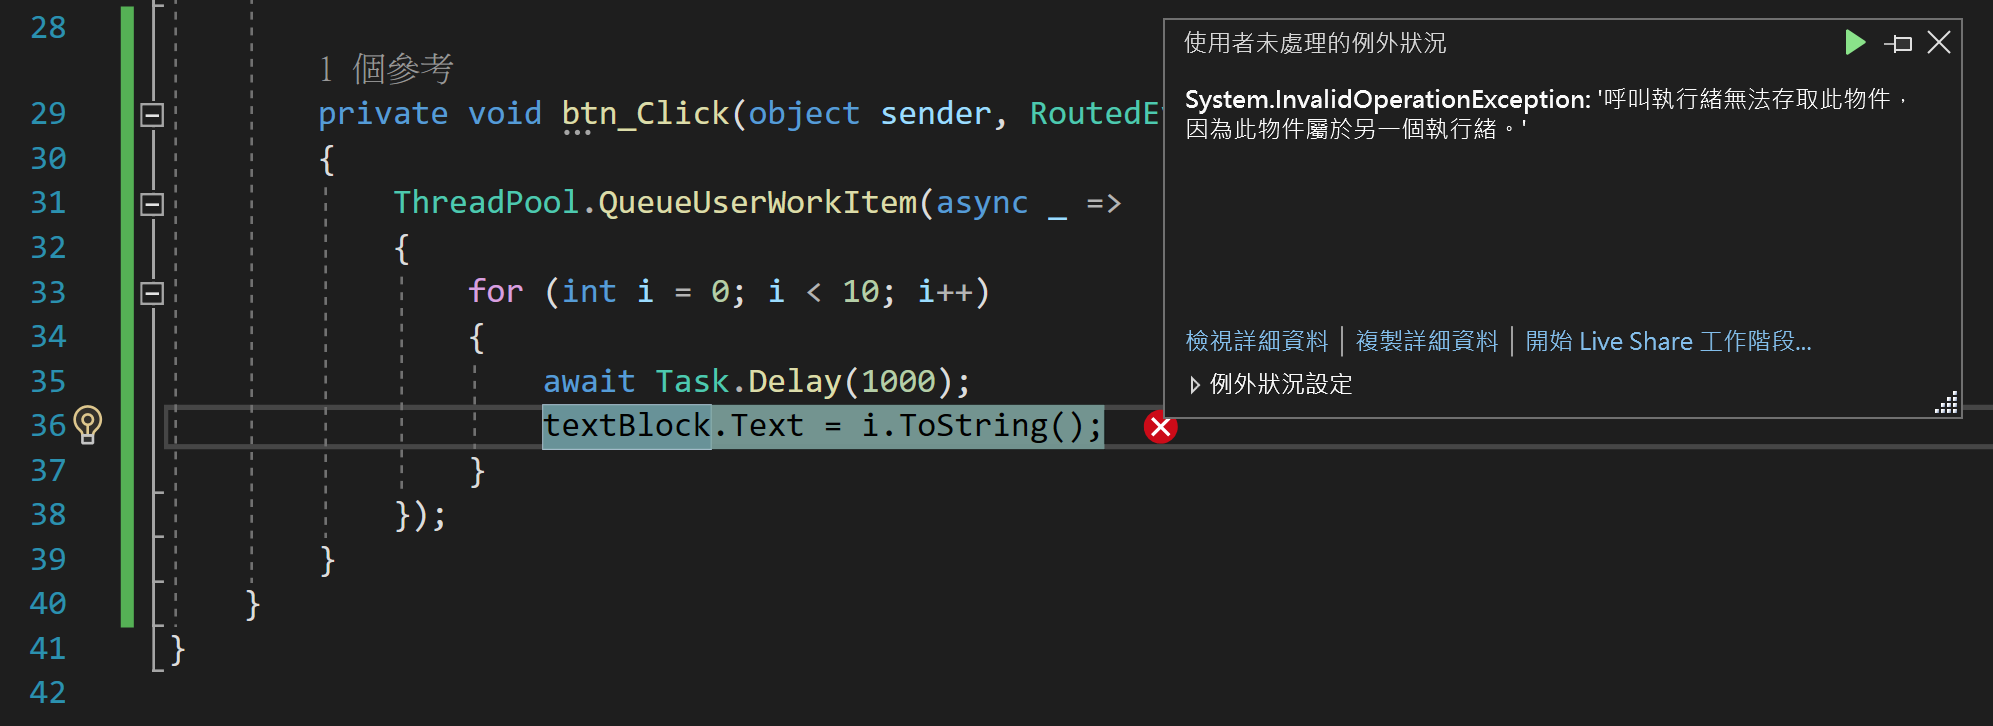 28
1 個參考
29 private void btn_Click(object sender, RoutedE
30 {
31 ThreadPool.QueueUserWorkItem(async _ =>
32 {
33 for (int i = 0; i < 10; i++)
34 {
35 await Task.Delay(1000);
36 textBlock.Text = i.ToString();
37 }
38 });
39 }
40 }
41 }
42
使用者未處理的例外狀況
System.InvalidOperationException: '呼叫執行緒無法存取此物件，
因為此物件屬於另一個執行緒。'
檢視詳細資料 | 複製詳細資料 | 開始 Live Share 工作階段...
例外狀況設定